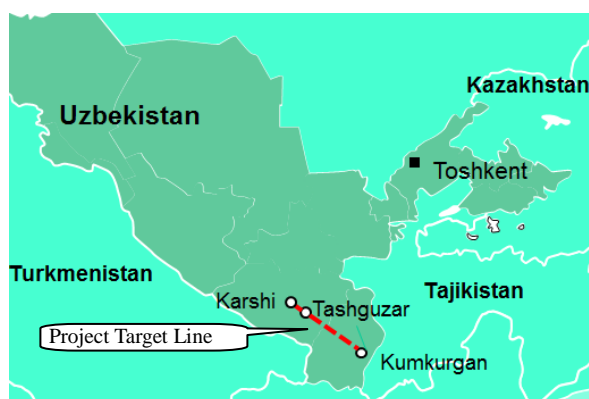 Kazakhstan
Uzbekistan
Toshkent
Turkmenistan
Tajikistan
Karshi
Tashguzar
Project Target Line
Kumkurgan